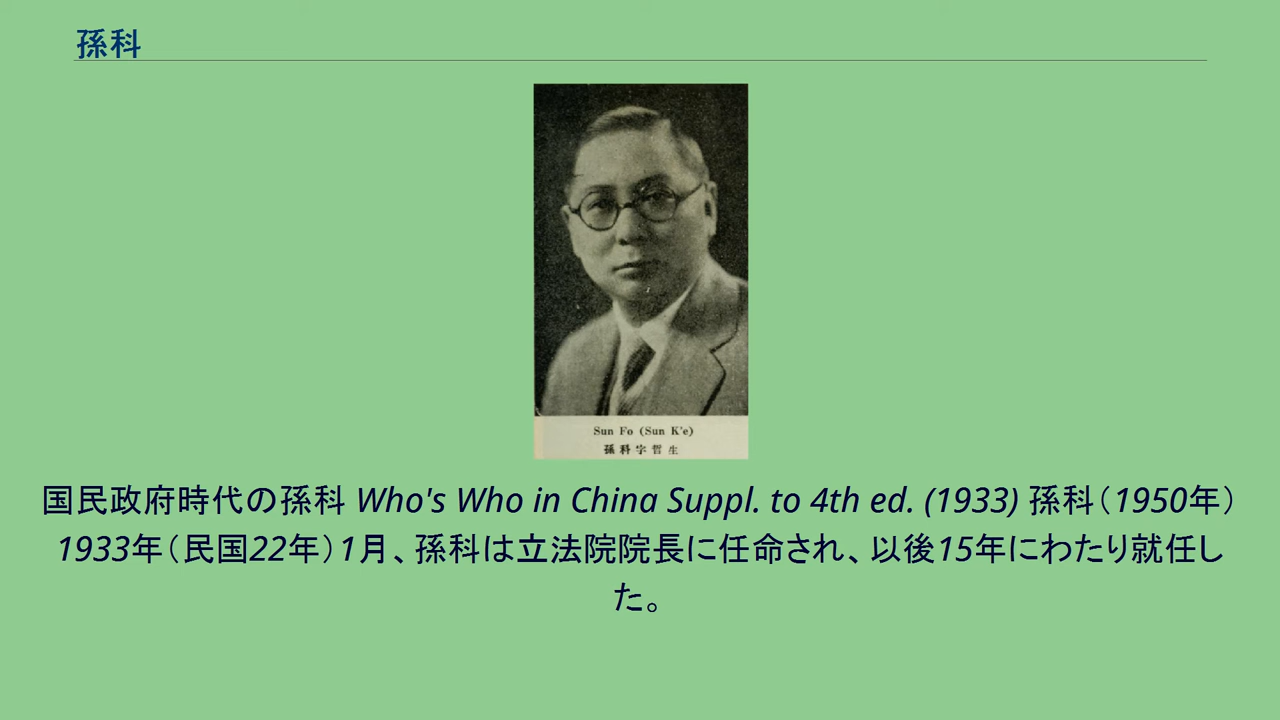 孫科
Sun Fo (Sun K'e)
孫科字哲生
国民政府時代の孫科 Who's Who in China Suppl. to 4th ed. (1933) 孫科（1950年）
1933年（民国22年）1月、孫科は立法院院長に任命され、以後15年にわたり就任し
た。